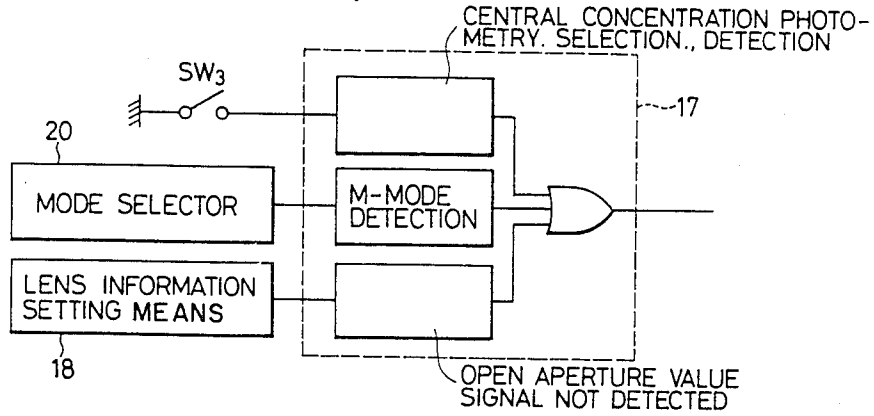 CENTRAL CONCENTRATION PHOTO-
METRY. SELECTION., DETECTION
SW3
17
20
MODE SELECTOR
M-MODE
DETECTION
LENS INFORMATION
SETTING MEANS
18
OPEN APERTURE VALUE
SIGNAL NOT DETECTED